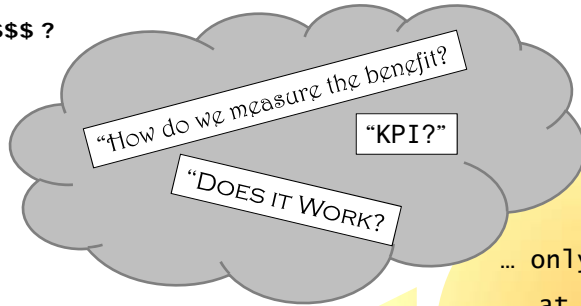 $$ ?
“How do we measure the benefit?
“KPI?”
“DOES IT WORK?
… only
at